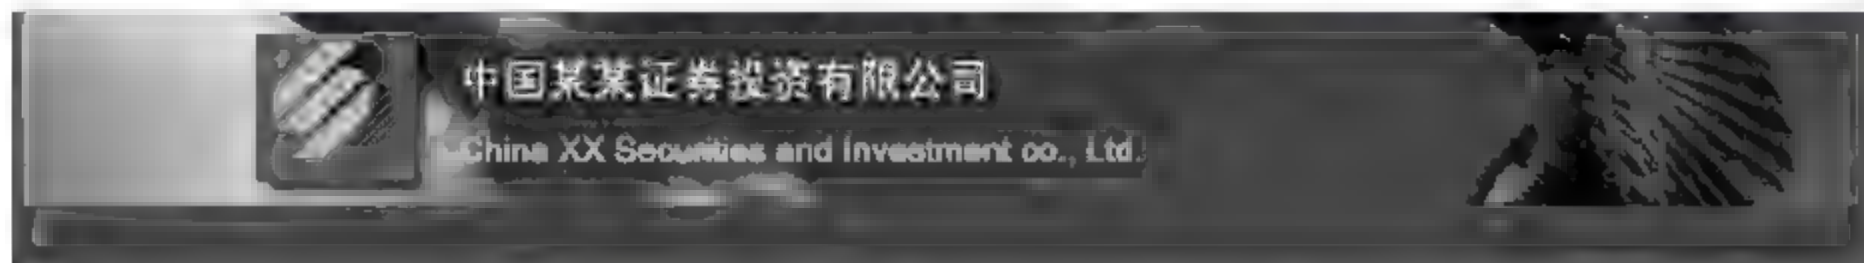 中国某某证券投资有限公司
China XX Securities and Investment co., Ltd.